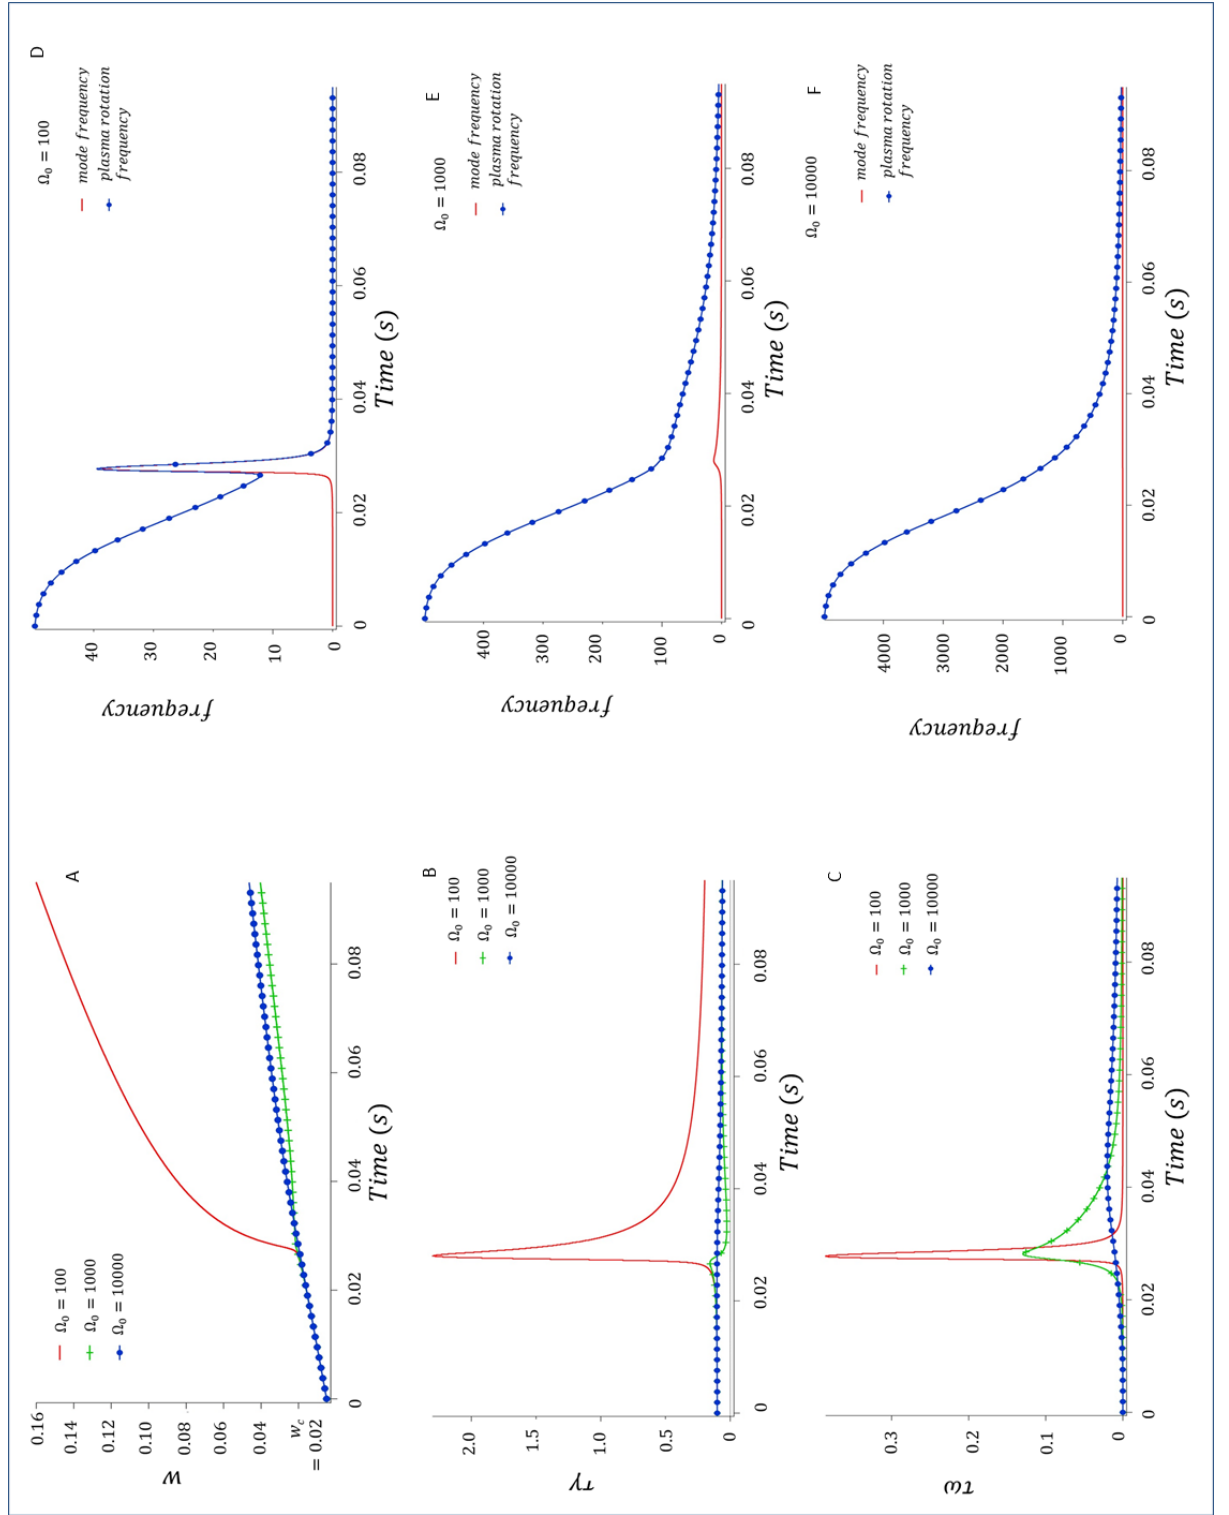 A
Ω₀ = 100
Ω₀ = 1000
Ω₀ = 10000
w
0.16
0.14
0.12
0.10
0.08
0.06
0.04
w_c
= 0.02
0
0.02
0.04
0.06
0.08
Time (s)
B
Ω₀ = 100
Ω₀ = 1000
Ω₀ = 10000
τγ
2.0
1.5
1.0
0.5
0
0
0.02
0.04
0.06
0.08
Time (s)
C
Ω₀ = 100
Ω₀ = 1000
Ω₀ = 10000
τω
0.3
0.2
0.1
0
0
0.02
0.04
0.06
0.08
Time (s)
D
Ω₀ = 100
mode frequency
plasma rotation
frequency
frequency
40
30
20
10
0
0
0.02
0.04
0.06
0.08
Time (s)
E
Ω₀ = 1000
mode frequency
plasma rotation
frequency
frequency
400
300
200
100
0
0
0.02
0.04
0.06
0.08
Time (s)
F
Ω₀ = 10000
mode frequency
plasma rotation
frequency
frequency
4000
3000
2000
1000
0
0
0.02
0.04
0.06
0.08
Time (s)